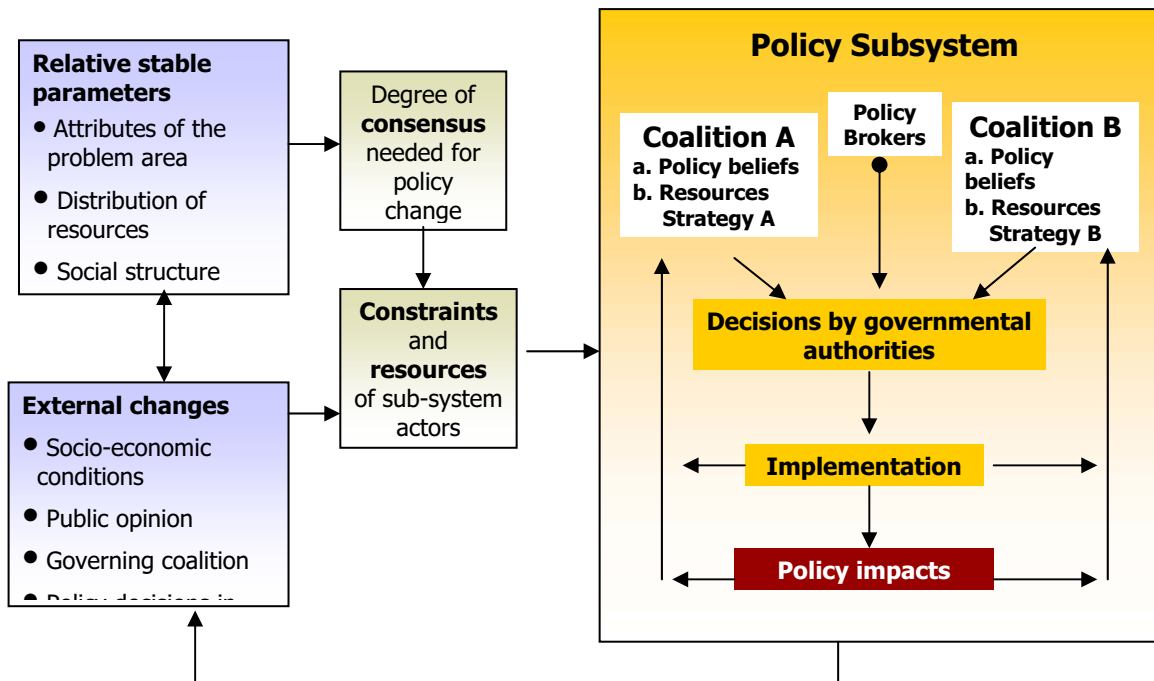 Relative stable
parameters
● Attributes of the
problem area
● Distribution of
resources
● Social structure
External changes
● Socio-economic
conditions
● Public opinion
● Governing coalition
● Policy decisions in
Degree of
consensus
needed for
policy
change
Constraints
and
resources
of sub-system
actors
Policy Subsystem
Coalition A
a. Policy beliefs
b. Resources
Strategy A
Policy
Brokers
Coalition B
a. Policy
beliefs
b. Resources
Strategy B
Decisions by governmental
authorities
Implementation
Policy impacts